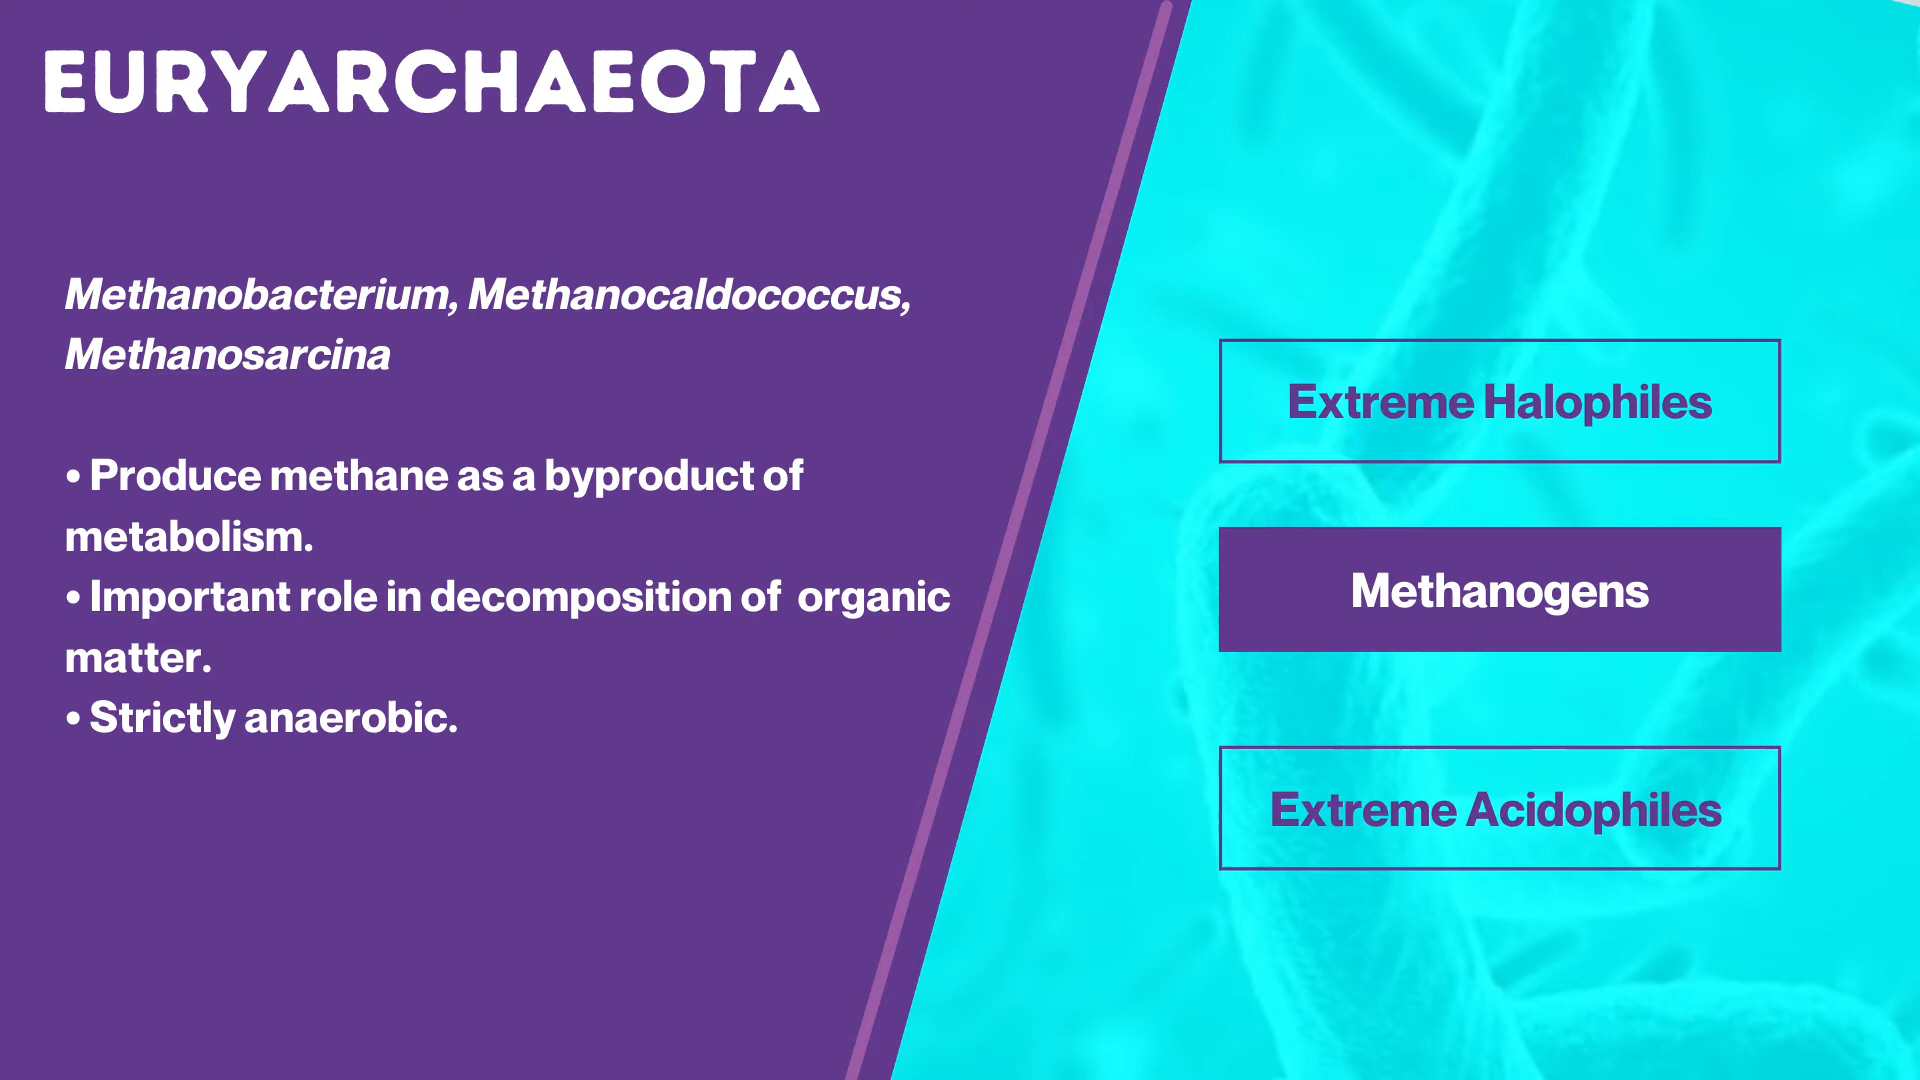 EURYARCHAEOTA
Methanobacterium, Methanocaldococcus,
Methanosarcina
• Produce methane as a byproduct of
metabolism.
• Important role in decomposition of  organic
matter.
• Strictly anaerobic.
Extreme Halophiles
Methanogens
Extreme Acidophiles